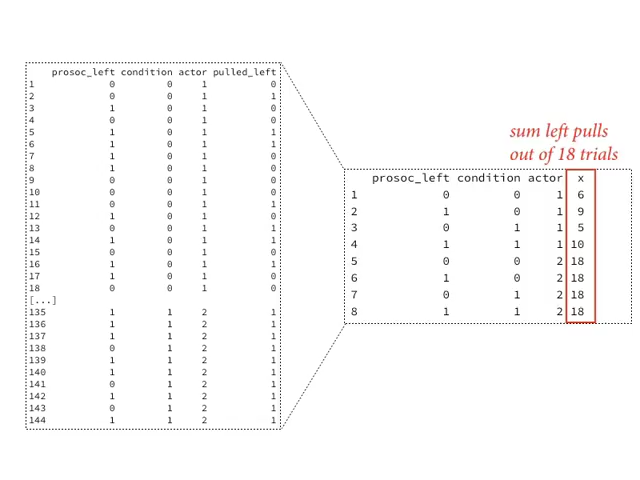 prosoc_left condition actor pulled_left
1 0 0 1 0
2 0 0 1 1
3 1 0 1 0
4 0 0 1 0
5 1 0 1 1
6 1 0 1 1
7 1 0 1 0
8 1 0 1 0
9 0 0 1 0
10 0 0 1 0
11 0 0 1 1
12 1 0 1 0
13 0 0 1 1
14 1 0 1 1
15 0 0 1 0
16 1 0 1 1
17 1 0 1 0
18 0 0 1 0
[...]
135 1 1 2 1
136 1 1 2 1
137 1 1 2 1
138 0 1 2 1
139 1 1 2 1
140 1 1 2 1
141 0 1 2 1
142 1 1 2 1
143 0 1 2 1
144 1 1 2 1
sum left pulls
out of 18 trials
prosoc_left condition actor x
1 0 0 1 6
2 1 0 1 9
3 0 1 1 5
4 1 1 1 10
5 0 0 2 18
6 1 0 2 18
7 0 1 2 18
8 1 1 2 18